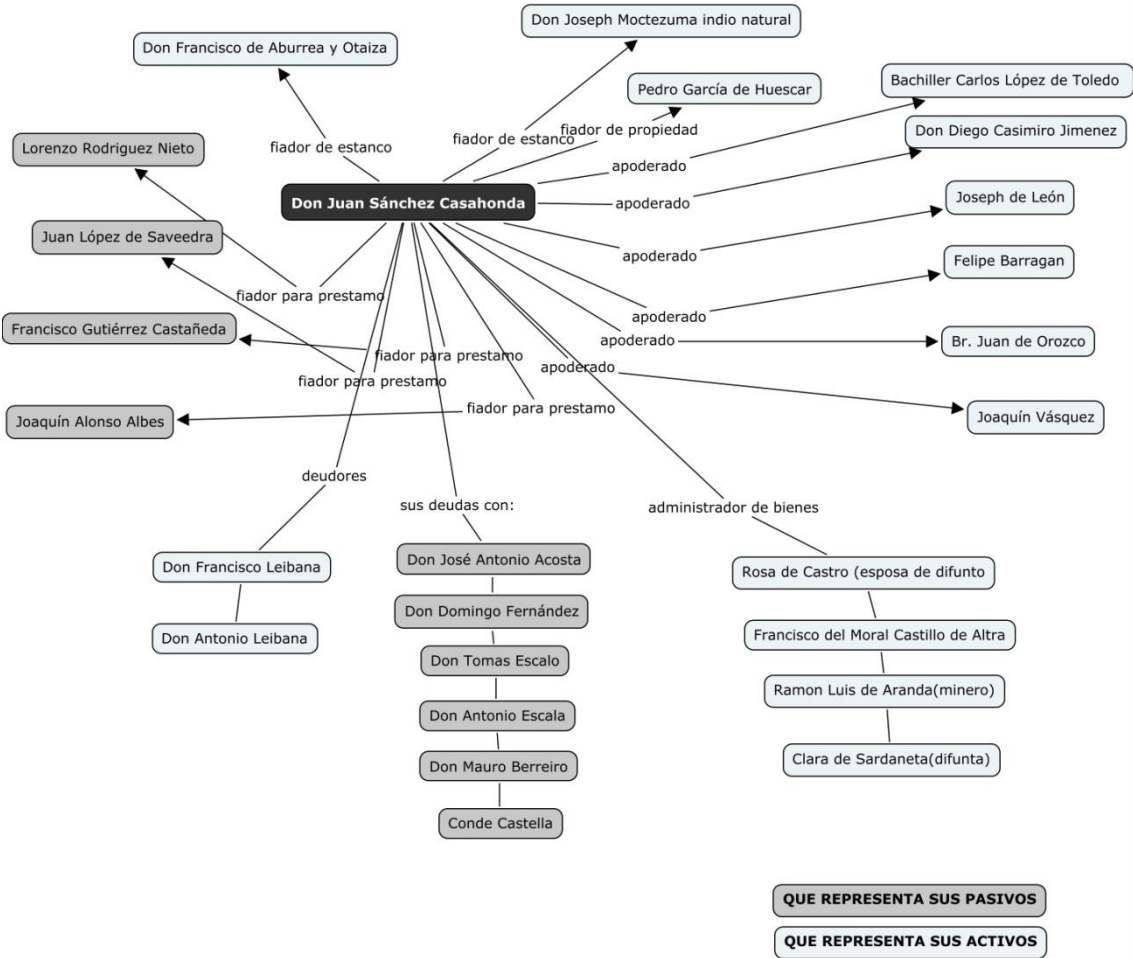 Don Joseph Moctezuma indio natural
Don Francisco de Aburrea y Otaiza
Bachiller Carlos López de Toledo
Pedro García de Huescar
fiador de propiedad
fiador de estanco
Don Diego Casimiro Jimenez
fiador de estanco
Lorenzo Rodriguez Nieto
apoderado
Don Juan Sánchez Casahonda
apoderado
Joseph de León
Juan López de Saveedra
apoderado
Felipe Barragan
fiador para prestamo
apoderado
Francisco Gutiérrez Castañeda
apoderado
Br. Juan de Orozco
fiador para prestamo
apoderado
fiador para prestamo
fiador para prestamo
Joaquín Vásquez
Joaquín Alonso Albes
deudores
sus deudas con:
administrador de bienes
Don Francisco Leibana
Don Antonio Leibana
Don José Antonio Acosta
Don Domingo Fernández
Don Tomas Escalo
Don Antonio Escala
Don Mauro Berreiro
Conde Castella
Rosa de Castro (esposa de difunto
Francisco del Moral Castillo de Altra
Ramon Luis de Aranda(minero)
Clara de Sardaneta(difunta)
QUE REPRESENTA SUS PASIVOS
QUE REPRESENTA SUS ACTIVOS